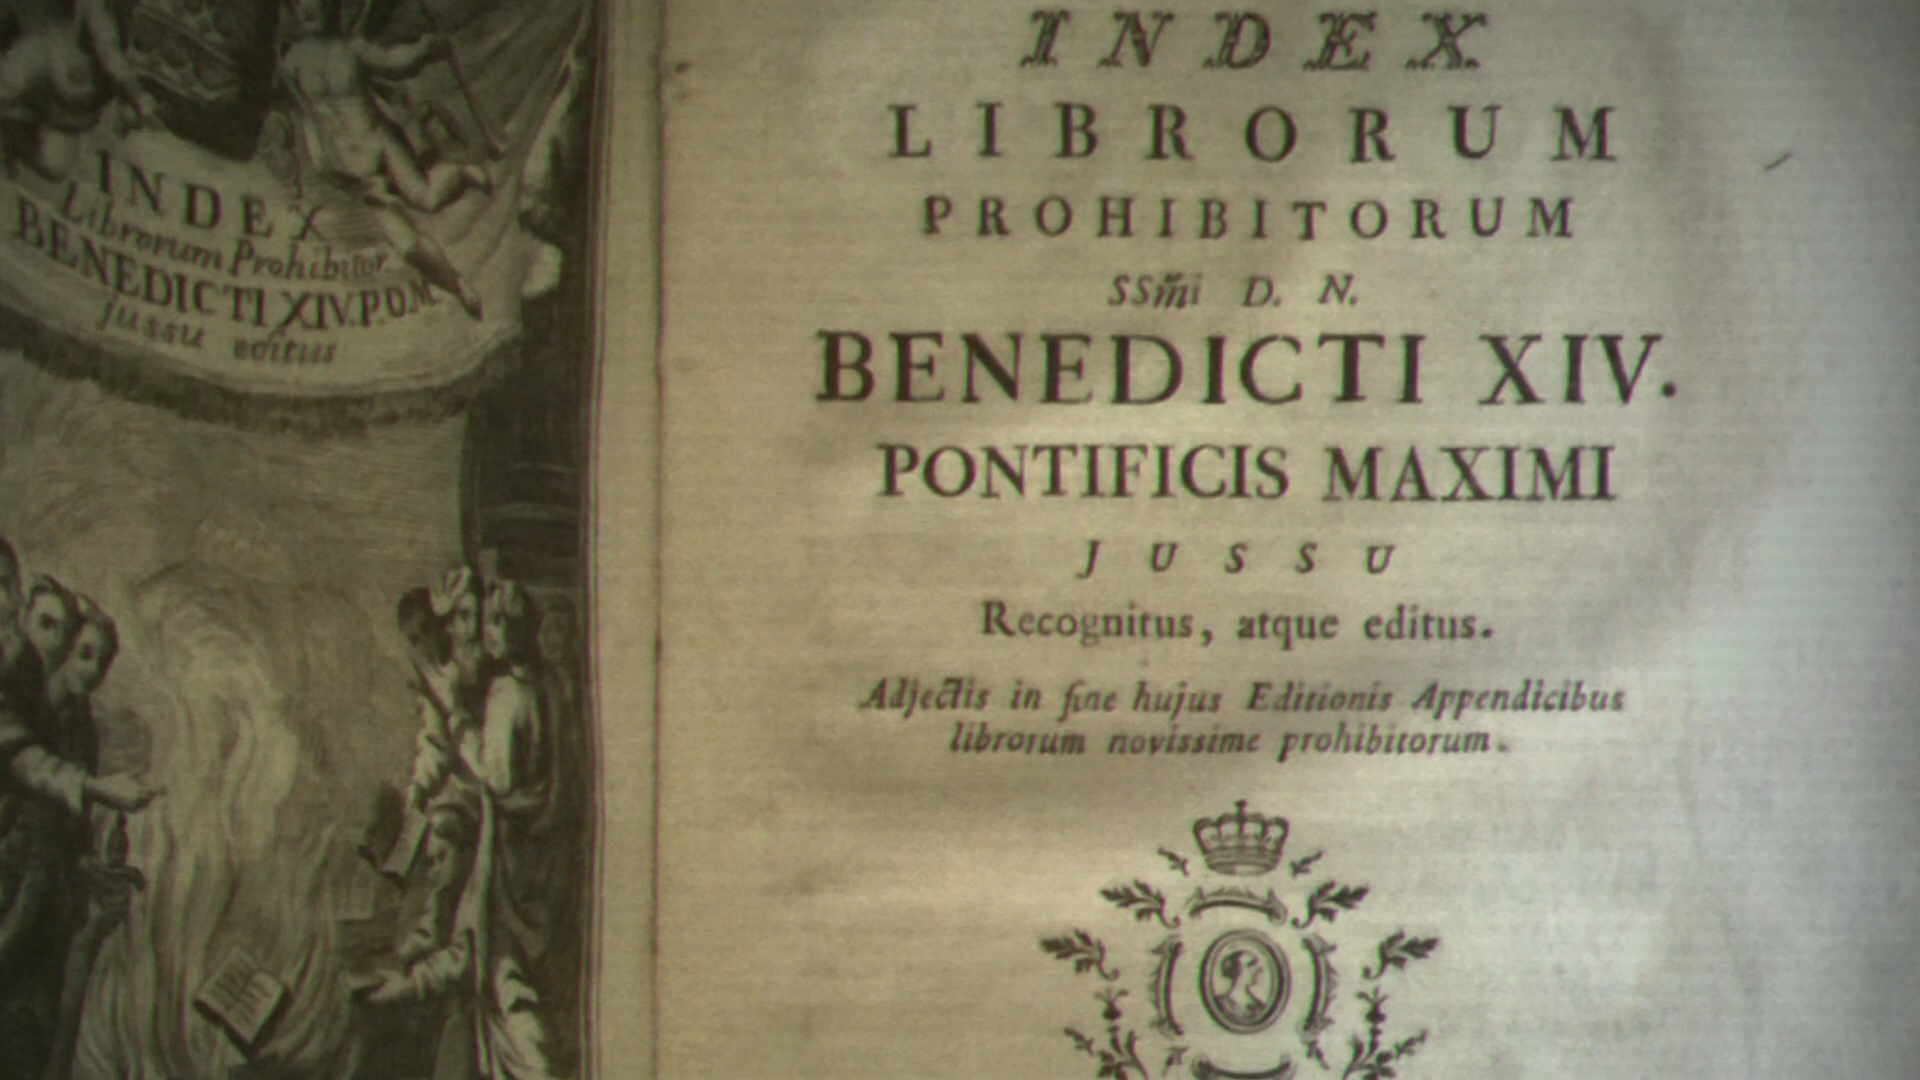 INDEX
Librorum Prohibitor.
BENEDICTI XIV. P. O. M.
jussu editus
INDEX
LIBRORUM
PROHIBITORUM
SSm̃i D. N.
BENEDICTI XIV.
PONTIFICIS MAXIMI
JUSSU
Recognitus, atque editus.
Adjectis in fine hujus Editionis Appendicibus
librorum novissime prohibitorum.